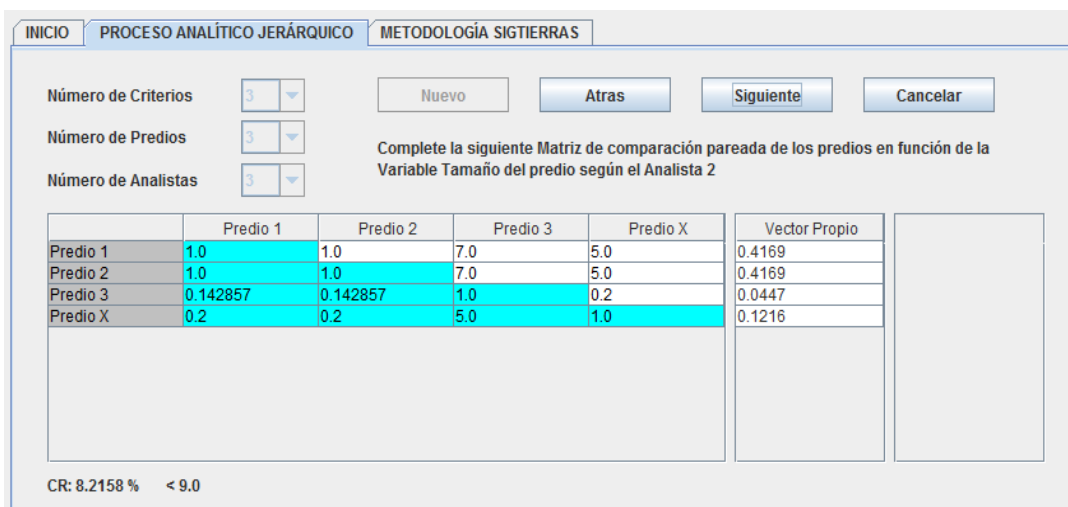 INICIO PROCESO ANALÍTICO JERÁRQUICO METODOLOGÍA SIGTIERRAS
Número de Criterios 3 Nuevo Atras Siguiente Cancelar
Número de Predios 3
Complete la siguiente Matriz de comparación pareada de los predios en función de la
Variable Tamaño del predio según el Analista 2
Número de Analistas 3
Predio 1 Predio 2 Predio 3 Predio X Vector Propio
Predio 1 1.0 1.0 7.0 5.0 0.4169
Predio 2 1.0 1.0 7.0 5.0 0.4169
Predio 3 0.142857 0.142857 1.0 0.2 0.0447
Predio X 0.2 0.2 5.0 1.0 0.1216
CR: 8.2158 % < 9.0